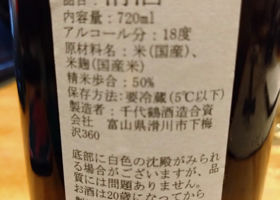 品目：清酒
内容量：720ml
アルコール分：18度
原材料名：米(国産)、
米麹(国産米)
精米歩合：50%
保存方法：要冷蔵(5℃以下)
製造者：千代鶴酒造合資
会社　富山県滑川市下梅
沢360
底部に白色の沈殿がみられ
る場合がございますが、品
質には問題ありません。
お酒は20歳になってから